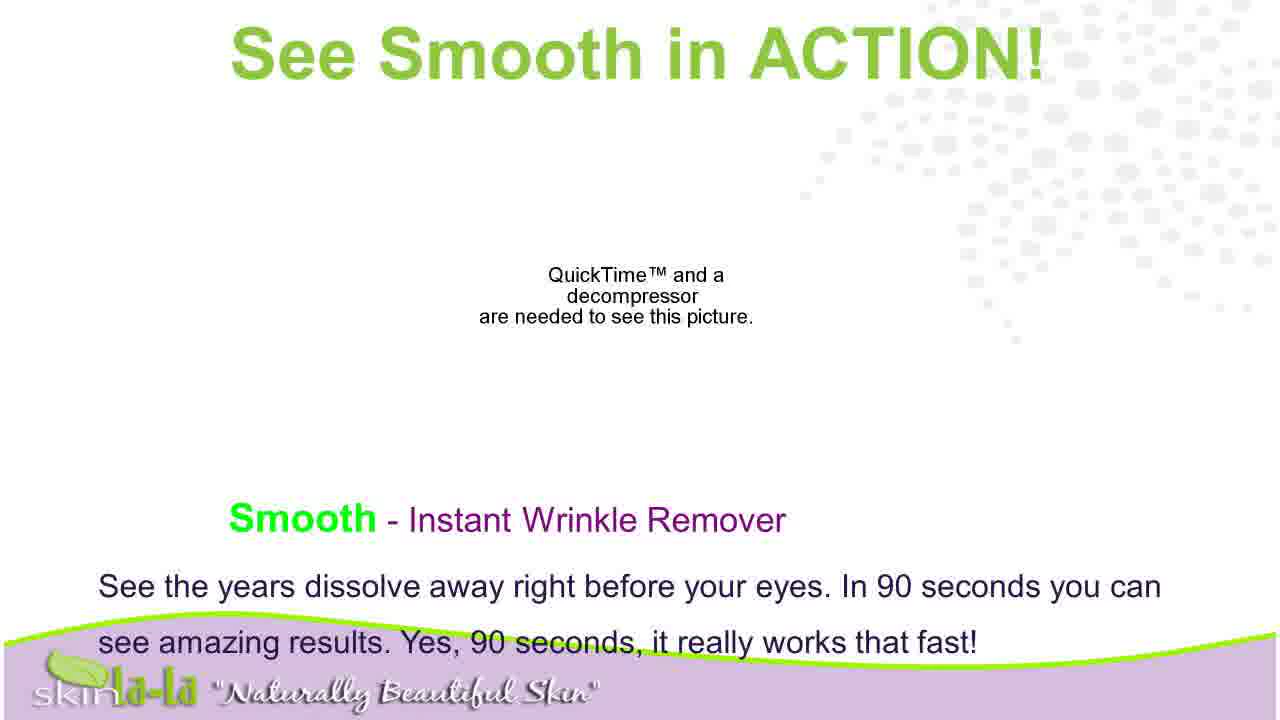 See Smooth in ACTION!
QuickTime™ and a
decompressor
are needed to see this picture.
Smooth - Instant Wrinkle Remover
See the years dissolve away right before your eyes. In 90 seconds you can
see amazing results. Yes, 90 seconds, it really works that fast!
skin lā-lā "Naturally Beautiful Skin"